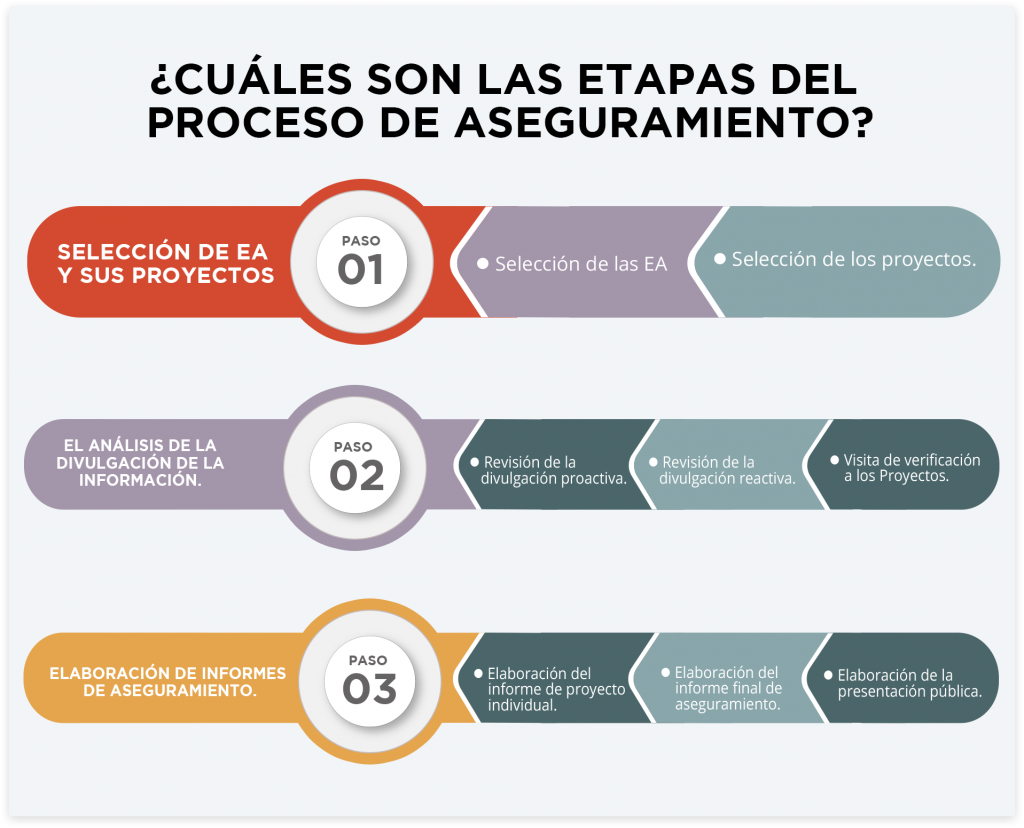 ¿CUÁLES SON LAS ETAPAS DEL
PROCESO DE ASEGURAMIENTO?
SELECCIÓN DE EA
Y SUS PROYECTOS
PASO
01
• Selección de las EA
• Selección de los proyectos.
EL ANÁLISIS DE LA
DIVULGACIÓN DE LA
INFORMACIÓN.
PASO
02
• Revisión de la
divulgación proactiva.
• Revisión de la
divulgación reactiva.
• Visita de verificación
a los Proyectos.
ELABORACIÓN DE INFORMES
DE ASEGURAMIENTO.
PASO
03
• Elaboración del
informe de proyecto
individual.
• Elaboración del
informe final de
aseguramiento.
• Elaboración de la
presentación pública.